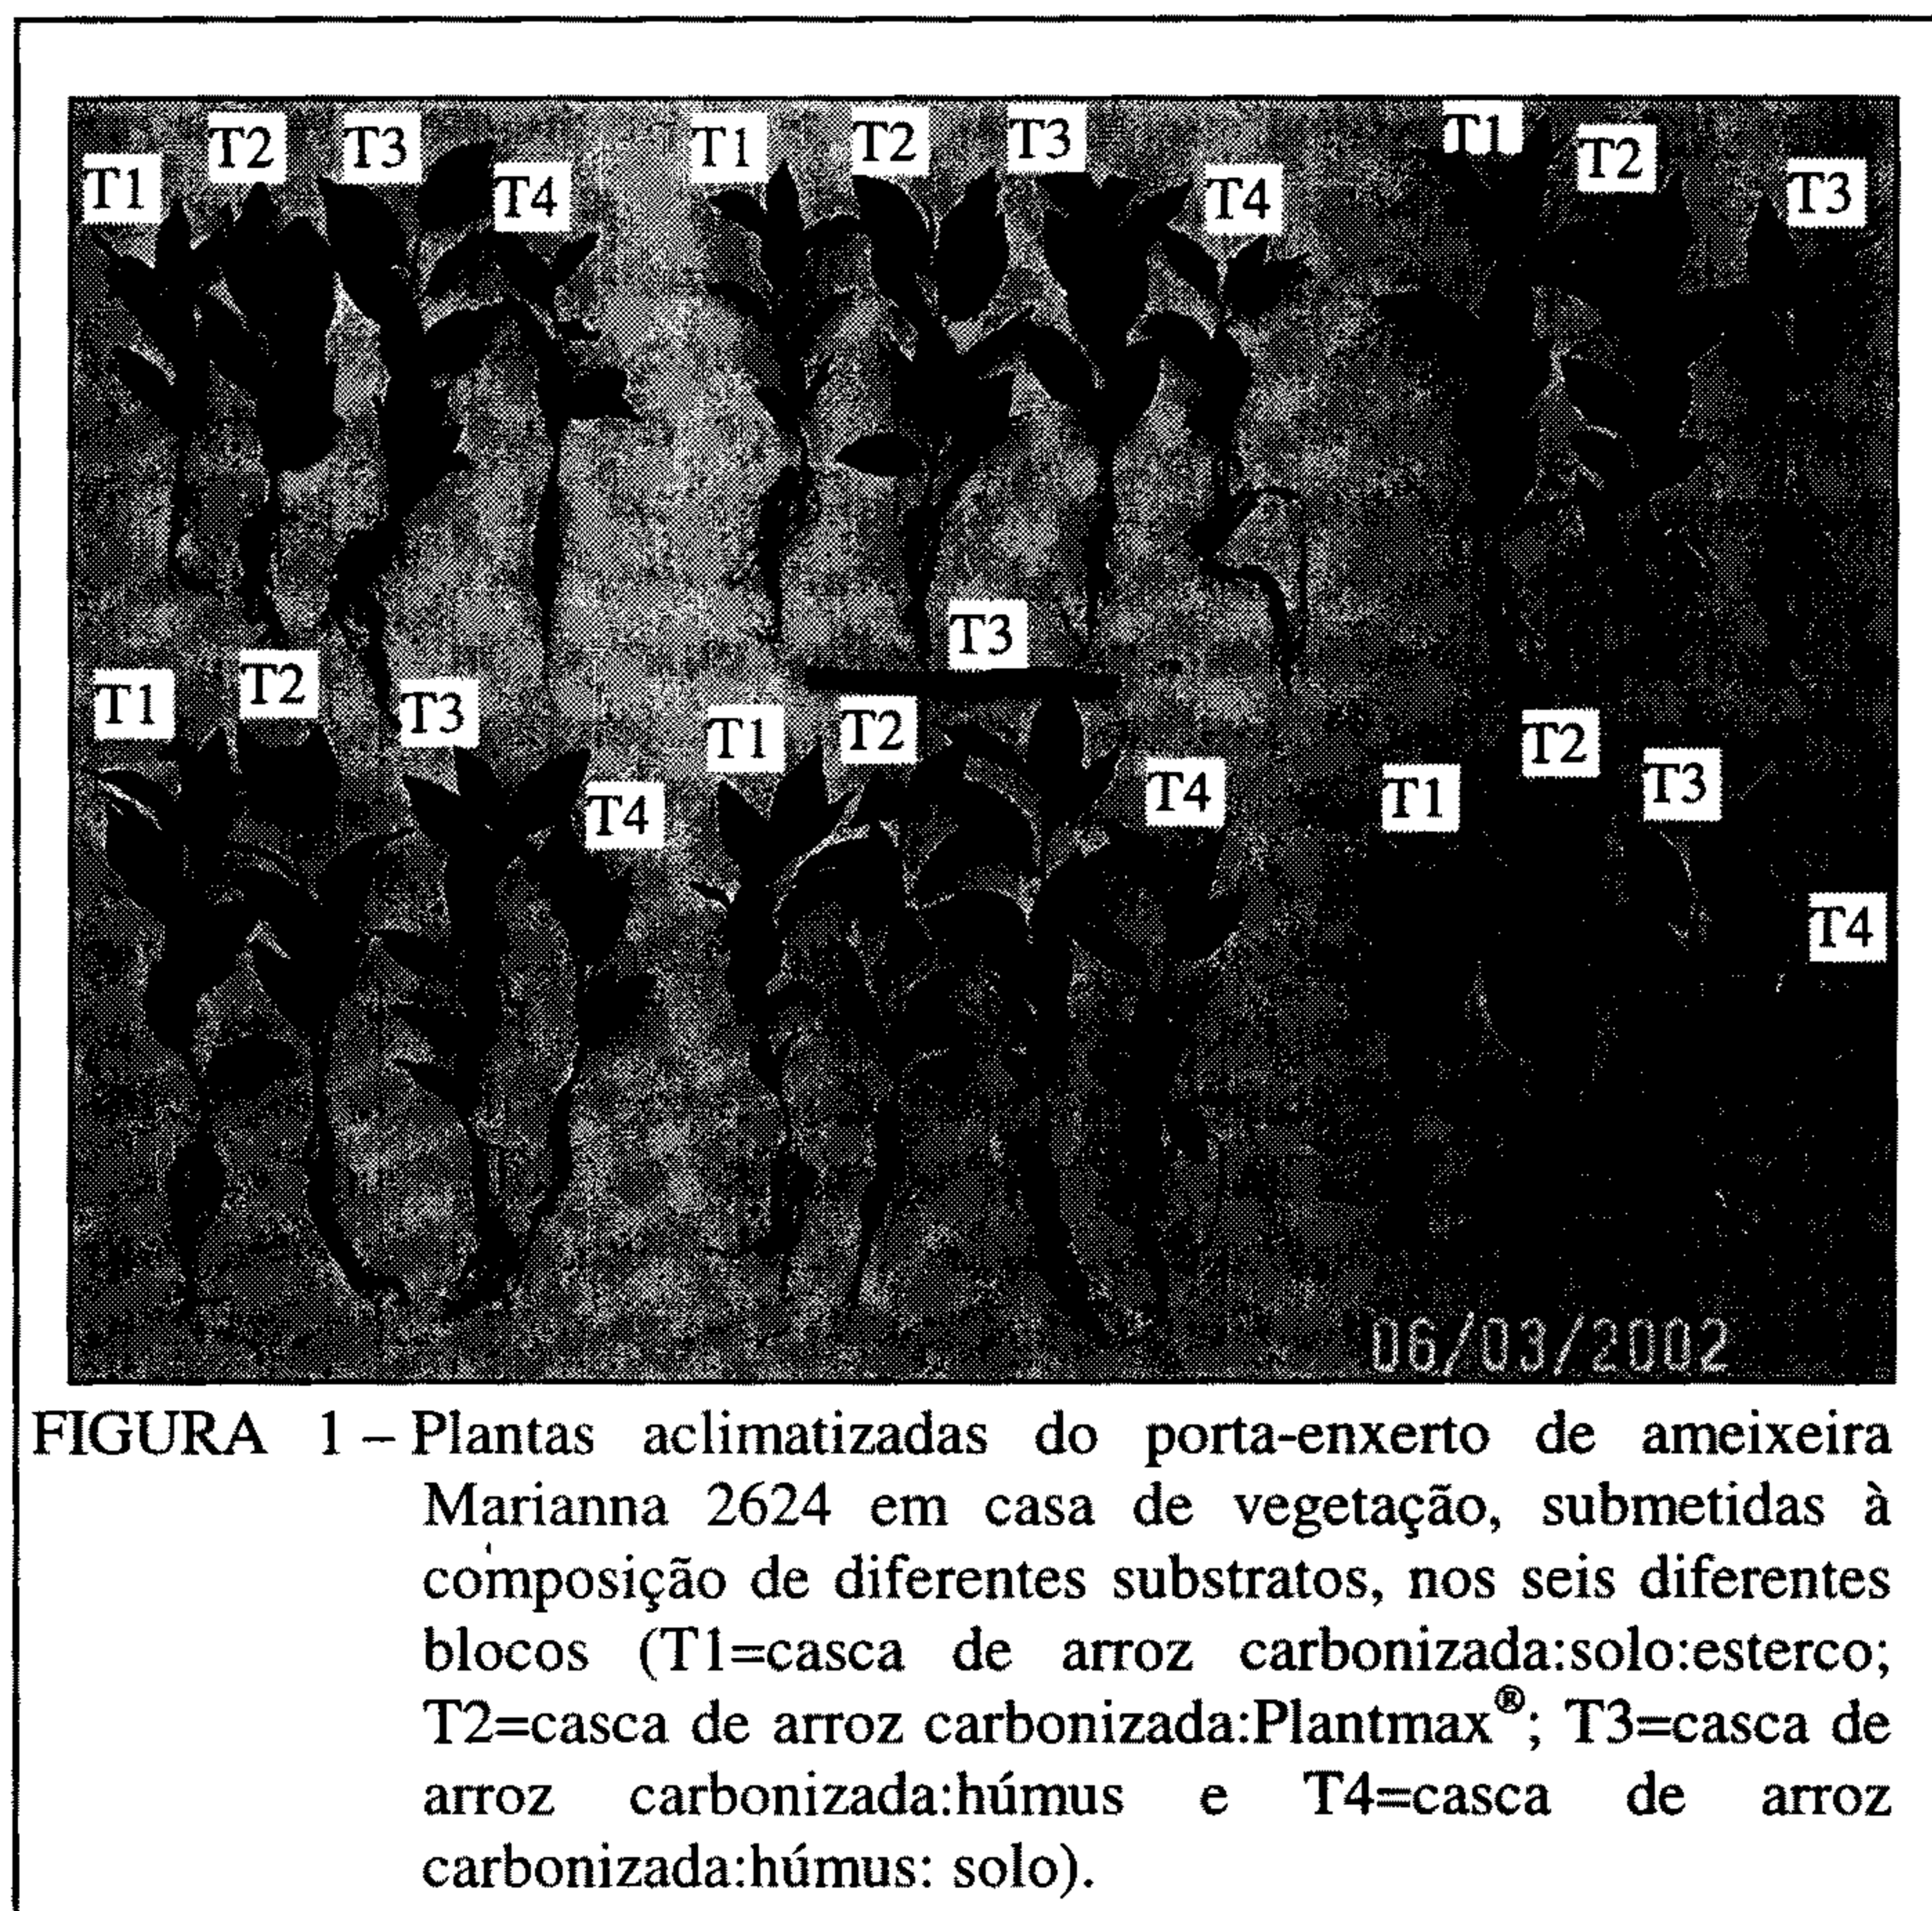 T1 T2 T3 T4 T1 T2 T3 T4 T1 T2 T3
T1 T2 T3 T4 T1 T2 T3 T4 T1 T2 T3 T4
06/03/2002
FIGURA 1 – Plantas aclimatizadas do porta-enxerto de ameixeira
Marianna 2624 em casa de vegetação, submetidas à
composição de diferentes substratos, nos seis diferentes
blocos (T1=casca de arroz carbonizada:solo:esterco;
T2=casca de arroz carbonizada:Plantmax®; T3=casca de
arroz carbonizada:húmus e T4=casca de arroz
carbonizada:húmus: solo).